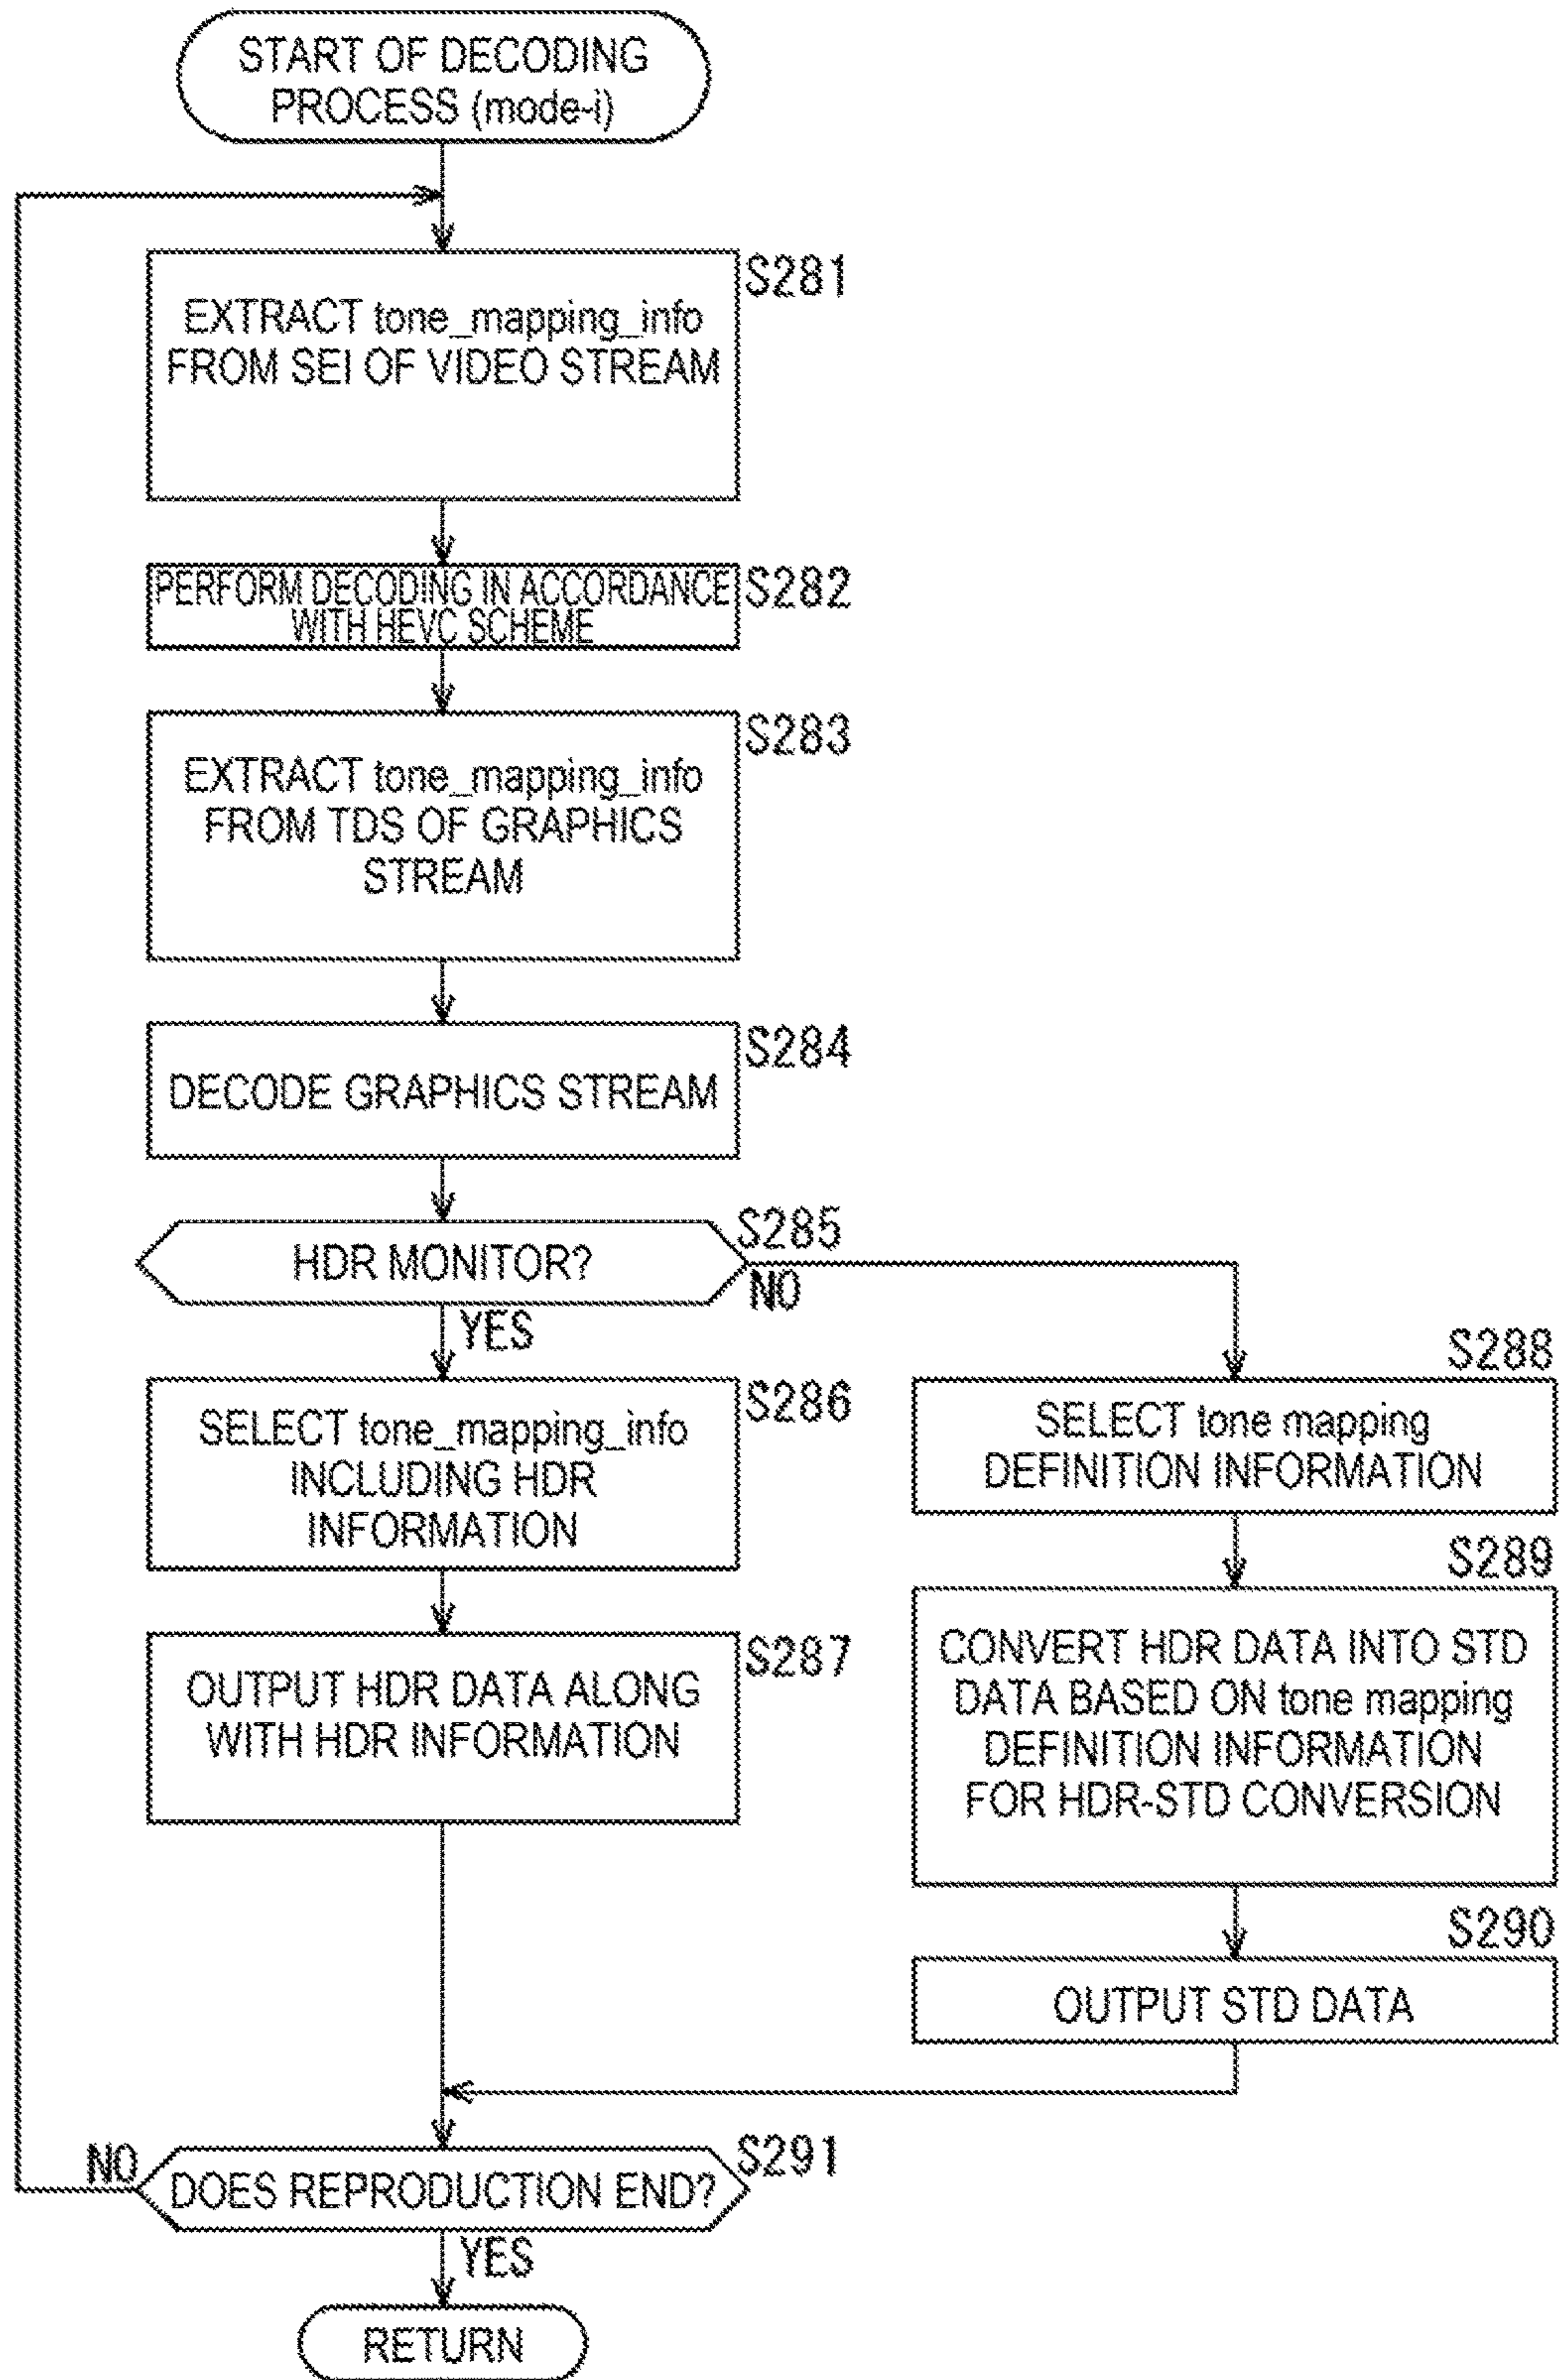 START OF DECODING
PROCESS (mode-i)
S281
EXTRACT tone_mapping_info
FROM SEI OF VIDEO STREAM
S282
PERFORM DECODING IN ACCORDANCE
WITH HEVC SCHEME
S283
EXTRACT tone_mapping_info
FROM TDS OF GRAPHICS
STREAM
S284
DECODE GRAPHICS STREAM
S285
HDR MONITOR?
NO
YES
S286
SELECT tone_mapping_info
INCLUDING HDR
INFORMATION
S287
OUTPUT HDR DATA ALONG
WITH HDR INFORMATION
S288
SELECT tone mapping
DEFINITION INFORMATION
S289
CONVERT HDR DATA INTO STD
DATA BASED ON tone mapping
DEFINITION INFORMATION
FOR HDR-STD CONVERSION
S290
OUTPUT STD DATA
S291
NO
DOES REPRODUCTION END?
YES
RETURN